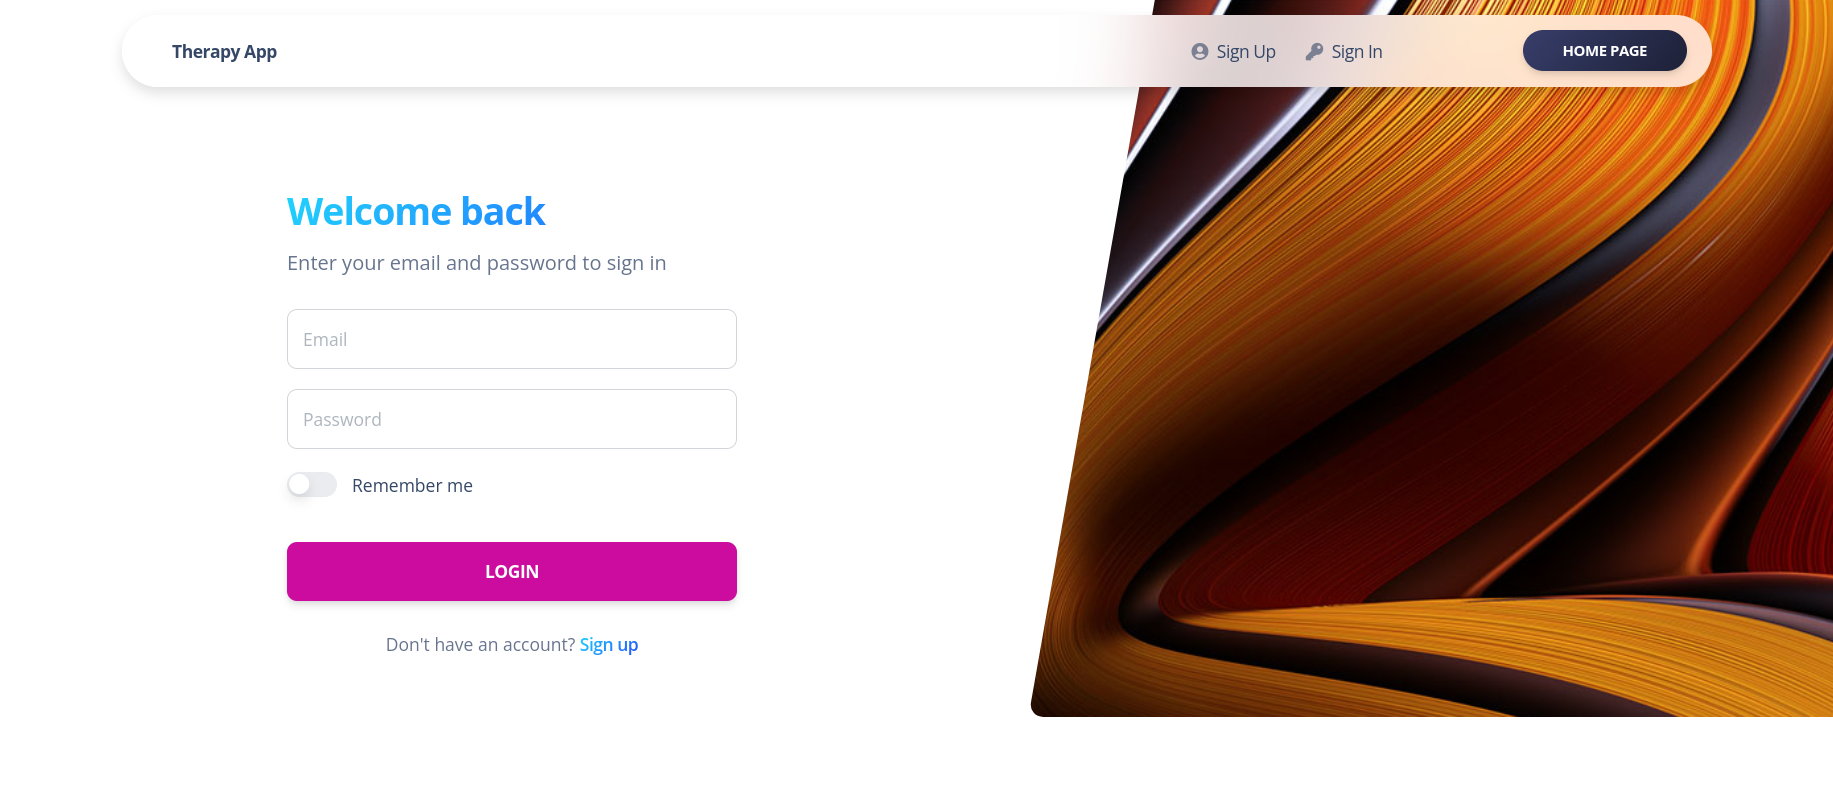 Therapy App
Sign Up
Sign In
HOME PAGE
Welcome back
Enter your email and password to sign in
Email
Password
Remember me
LOGIN
Don't have an account? Sign up